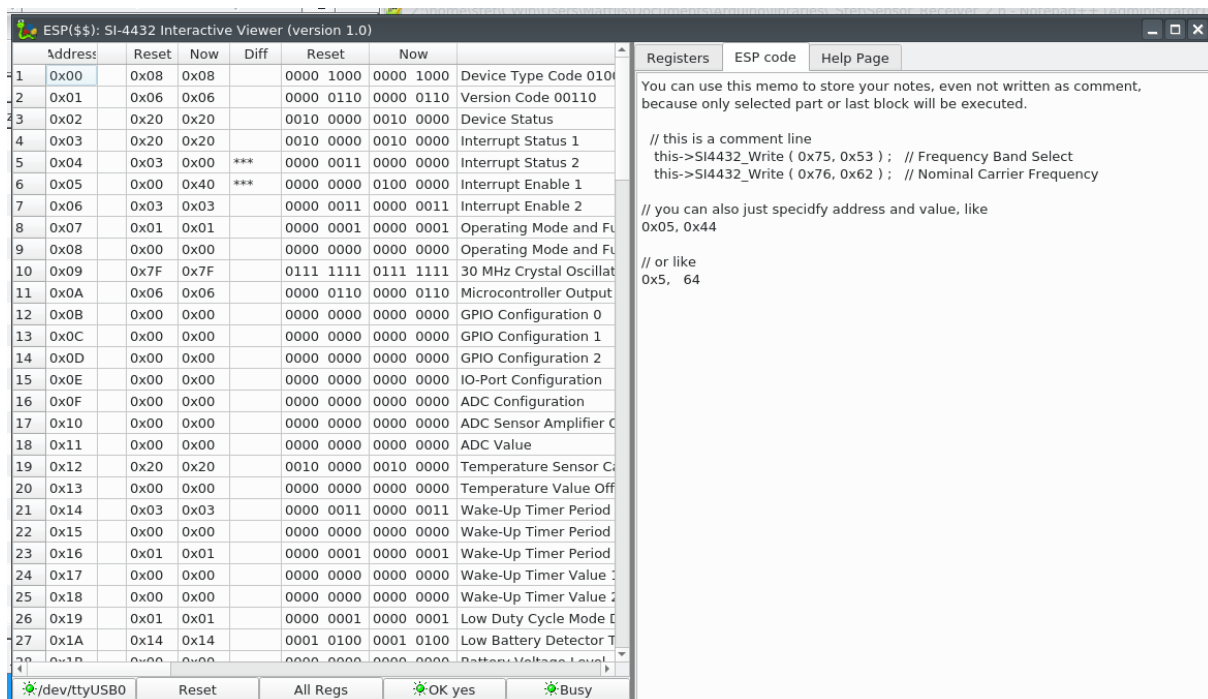 ESP($$): SI-4432 Interactive Viewer (version 1.0)
Address Reset Now Diff Reset Now
1 0x00 0x08 0x08 0000 1000 0000 1000 Device Type Code 010
2 0x01 0x06 0x06 0000 0110 0000 0110 Version Code 00110
3 0x02 0x20 0x20 0010 0000 0010 0000 Device Status
4 0x03 0x20 0x20 0010 0000 0010 0000 Interrupt Status 1
5 0x04 0x03 0x00 *** 0000 0011 0000 0000 Interrupt Status 2
6 0x05 0x00 0x40 *** 0000 0000 0100 0000 Interrupt Enable 1
7 0x06 0x03 0x03 0000 0011 0000 0011 Interrupt Enable 2
8 0x07 0x01 0x01 0000 0001 0000 0001 Operating Mode and Fu
9 0x08 0x00 0x00 0000 0000 0000 0000 Operating Mode and Fu
10 0x09 0x7F 0x7F 0111 1111 0111 1111 30 MHz Crystal Oscillat
11 0x0A 0x06 0x06 0000 0110 0000 0110 Microcontroller Output
12 0x0B 0x00 0x00 0000 0000 0000 0000 GPIO Configuration 0
13 0x0C 0x00 0x00 0000 0000 0000 0000 GPIO Configuration 1
14 0x0D 0x00 0x00 0000 0000 0000 0000 GPIO Configuration 2
15 0x0E 0x00 0x00 0000 0000 0000 0000 IO-Port Configuration
16 0x0F 0x00 0x00 0000 0000 0000 0000 ADC Configuration
17 0x10 0x00 0x00 0000 0000 0000 0000 ADC Sensor Amplifier
18 0x11 0x00 0x00 0000 0000 0000 0000 ADC Value
19 0x12 0x20 0x20 0010 0000 0010 0000 Temperature Sensor Ca
20 0x13 0x00 0x00 0000 0000 0000 0000 Temperature Value Off
21 0x14 0x03 0x03 0000 0011 0000 0011 Wake-Up Timer Period
22 0x15 0x00 0x00 0000 0000 0000 0000 Wake-Up Timer Period
23 0x16 0x01 0x01 0000 0001 0000 0001 Wake-Up Timer Period
24 0x17 0x00 0x00 0000 0000 0000 0000 Wake-Up Timer Value
25 0x18 0x00 0x00 0000 0000 0000 0000 Wake-Up Timer Value
26 0x19 0x01 0x01 0000 0001 0000 0001 Low Duty Cycle Mode
27 0x1A 0x14 0x14 0001 0100 0001 0100 Low Battery Detector T
28 0x1B 0x00 0x00 0000 0000 0000 0000 Battery Voltage Level
/dev/ttyUSB0 Reset All Regs OK yes Busy
Registers ESP code Help Page
You can use this memo to store your notes, even not written as comment,
because only selected part or last block will be executed.
// this is a comment line
this->SI4432_Write ( 0x75, 0x53 ) ; // Frequency Band Select
this->SI4432_Write ( 0x76, 0x62 ) ; // Nominal Carrier Frequency
// you can also just specidfy address and value, like
0x05, 0x44
// or like
0x5, 64